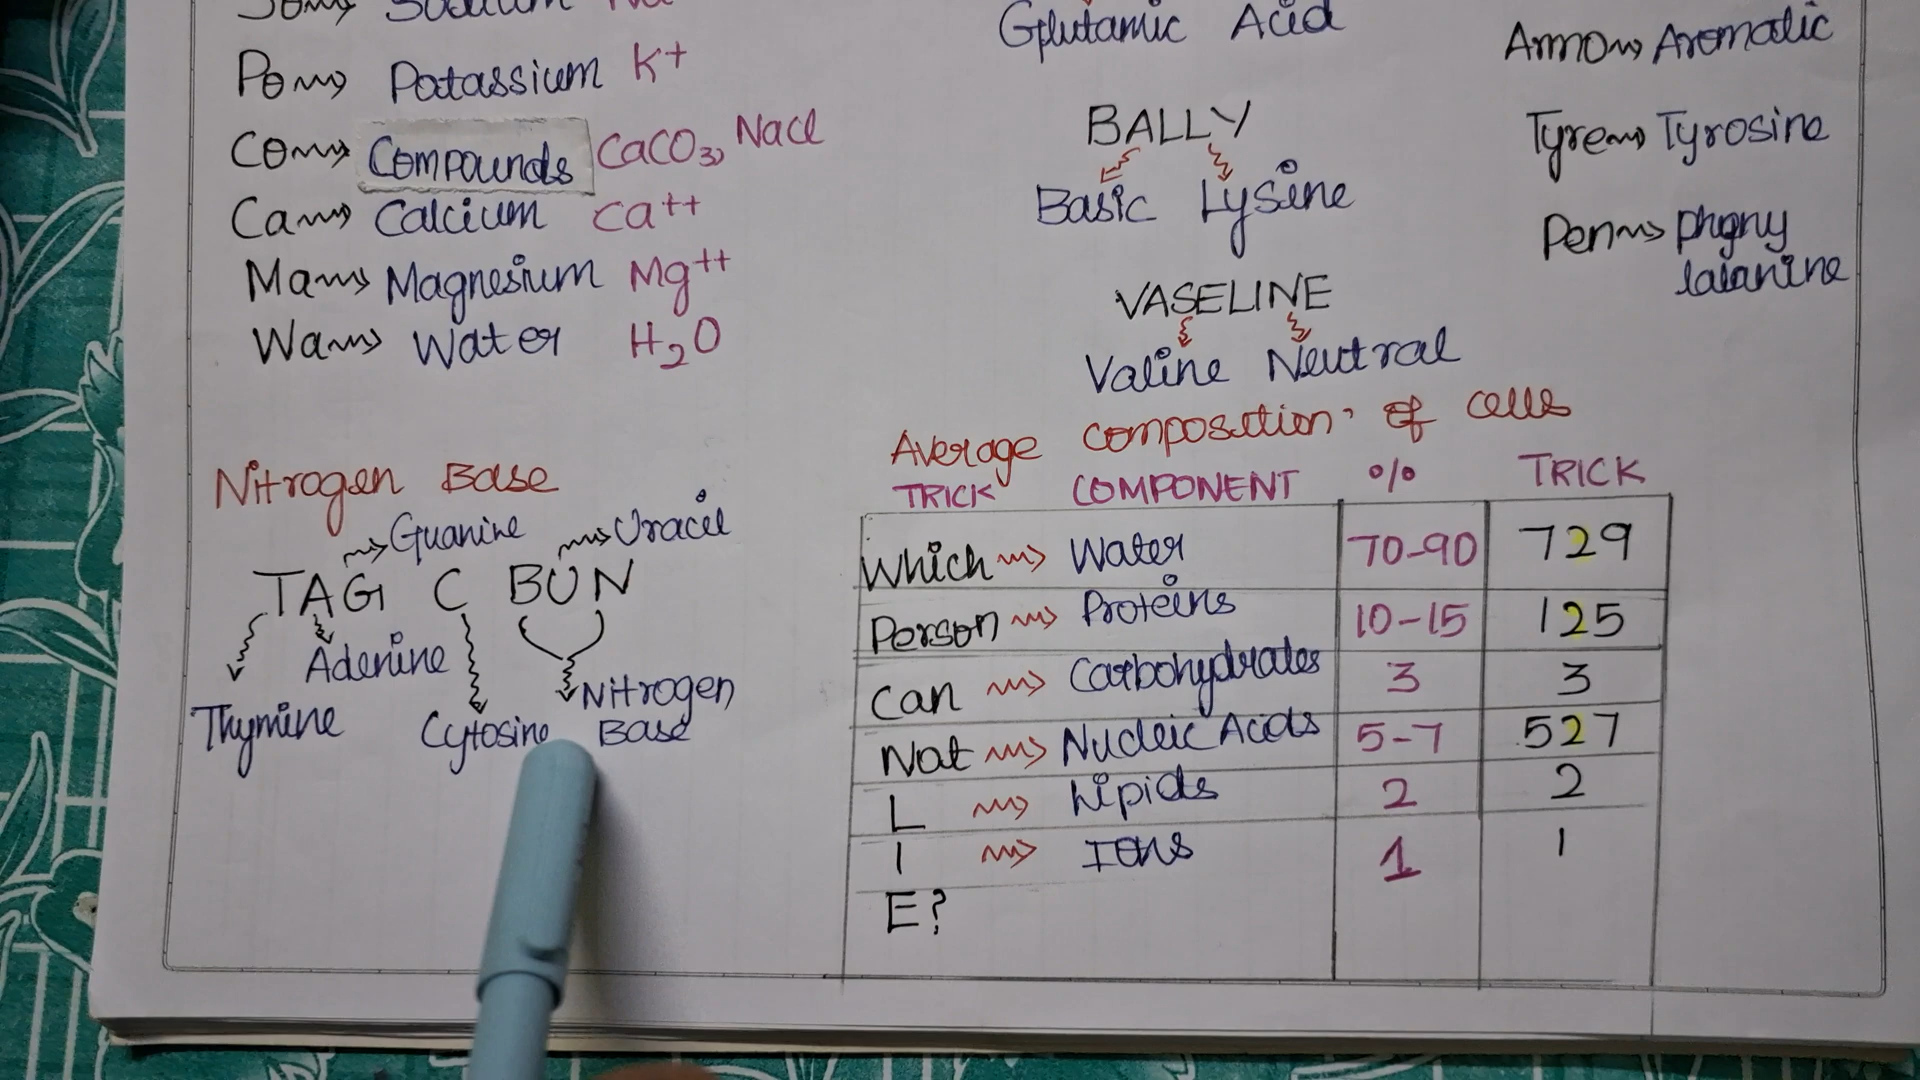 Sodium Na
Po Potassium K+
Co Compounds CaCO3, Nacl
Ca Calcium Ca++
Ma Magnesium Mg++
Wa Water H2O
Nitrogen Base
Guanine Uracil
TAG C BUN
Adenine
Thymine Cytosine Nitrogen
Base
Glutamic Acid
BALLY
Basic Lysine
VASELINE
Valine Neutral
Aromatic
Tyre Tyrosine
Pen
Average composition of cells
TRICK COMPONENT % TRICK
Which Water 70-90 729
Person Proteins 10-15 125
Can Carbohydrates 3 3
Not Nucleic Acids 5-7 527
L Lipids 2 2
I Ions 1 1
E?